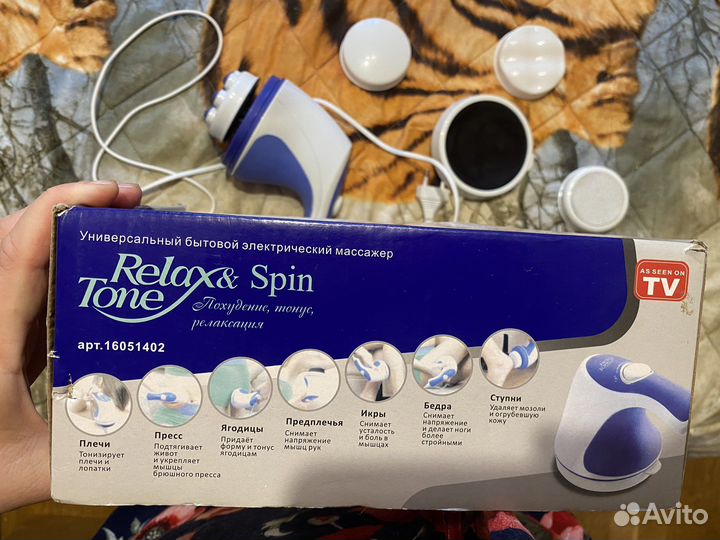 Универсальный бытовой электрический массажер
Relax & Spin
Tone
Похудение, тонус,
релаксация
арт.16051402
AS SEEN ON
TV
Плечи
Тонизирует
плечи и
лопатки
Пресс
Подтягивает
живот
и укрепляет
мышцы
брюшного пресса
Ягодицы
Придаёт
форму и тонус
ягодицам
Предплечья
Снимает
напряжение
мышц рук
Икры
Снимает
усталость
и боль в
мышцах
Бедра
Снимает
напряжение
и делает ноги
более
стройными
Ступни
Удаляет мозоли
и огрубевшую
кожу
Avito